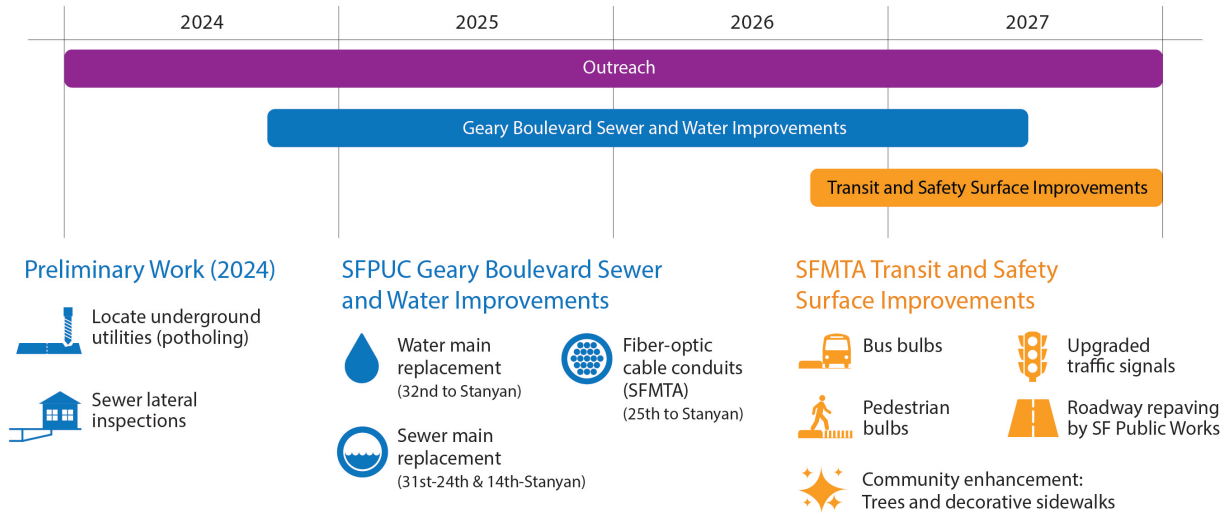 2024
2025
2026
2027
Outreach
Geary Boulevard Sewer and Water Improvements
Transit and Safety Surface Improvements
Preliminary Work (2024)
Locate underground
utilities (potholing)
Sewer lateral
inspections
SFPUC Geary Boulevard Sewer
and Water Improvements
Water main
replacement
(32nd to Stanyan)
Sewer main
replacement
(31st-24th & 14th-Stanyan)
Fiber-optic
cable conduits
(SFMTA)
(25th to Stanyan)
SFMTA Transit and Safety
Surface Improvements
Bus bulbs
Pedestrian
bulbs
Upgraded
traffic signals
Roadway repaving
by SF Public Works
Community enhancement:
Trees and decorative sidewalks